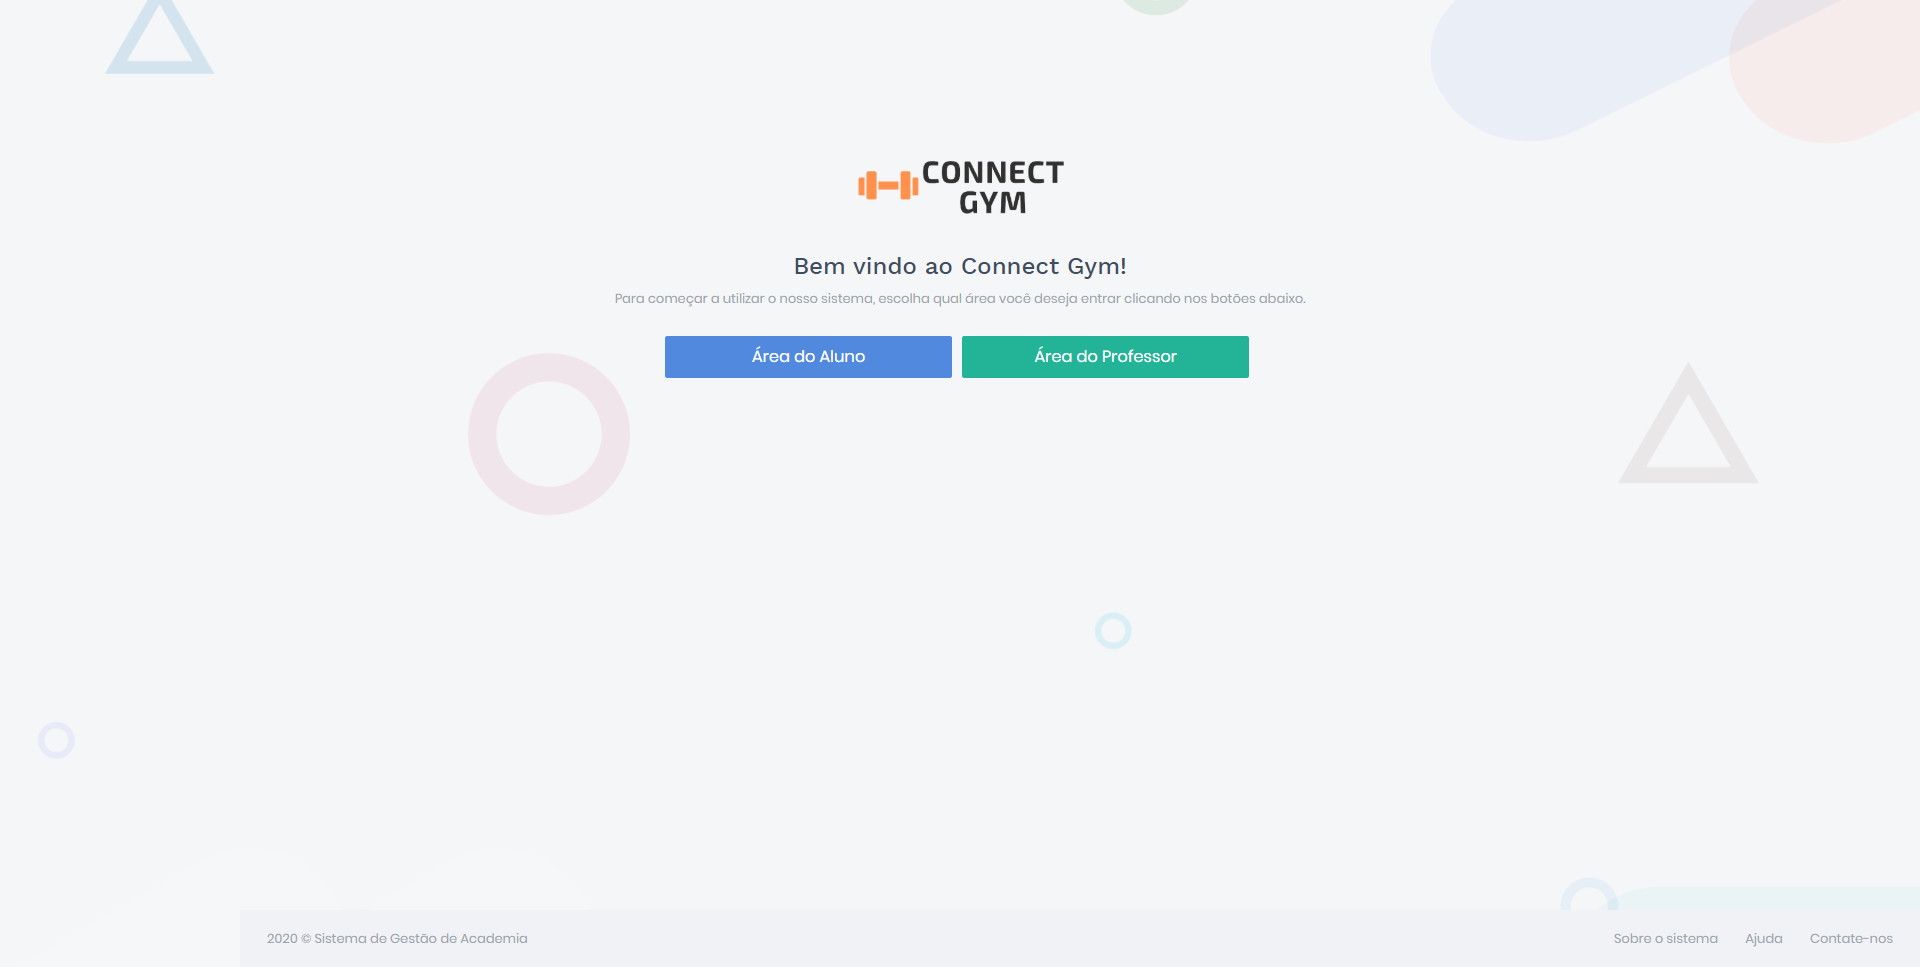 CONNECT
GYM
Bem vindo ao Connect Gym!
Para começar a utilizar o nosso sistema, escolha qual área você deseja entrar clicando nos botões abaixo.
Área do Aluno
Área do Professor
2020 © Sistema de Gestão de Academia
Sobre o sistema
Ajuda
Contate-nos